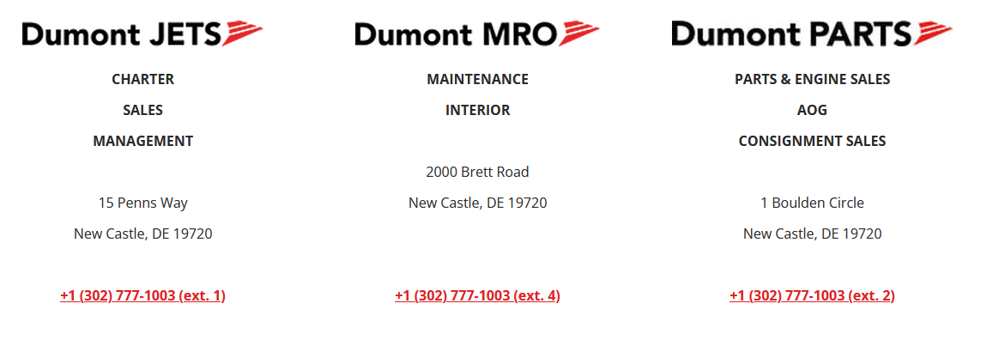 Dumont JETS
CHARTER
SALES
MANAGEMENT
15 Penns Way
New Castle, DE 19720
+1 (302) 777-1003 (ext. 1)
Dumont MRO
MAINTENANCE
INTERIOR
2000 Brett Road
New Castle, DE 19720
+1 (302) 777-1003 (ext. 4)
Dumont PARTS
PARTS & ENGINE SALES
AOG
CONSIGNMENT SALES
1 Boulden Circle
New Castle, DE 19720
+1 (302) 777-1003 (ext. 2)